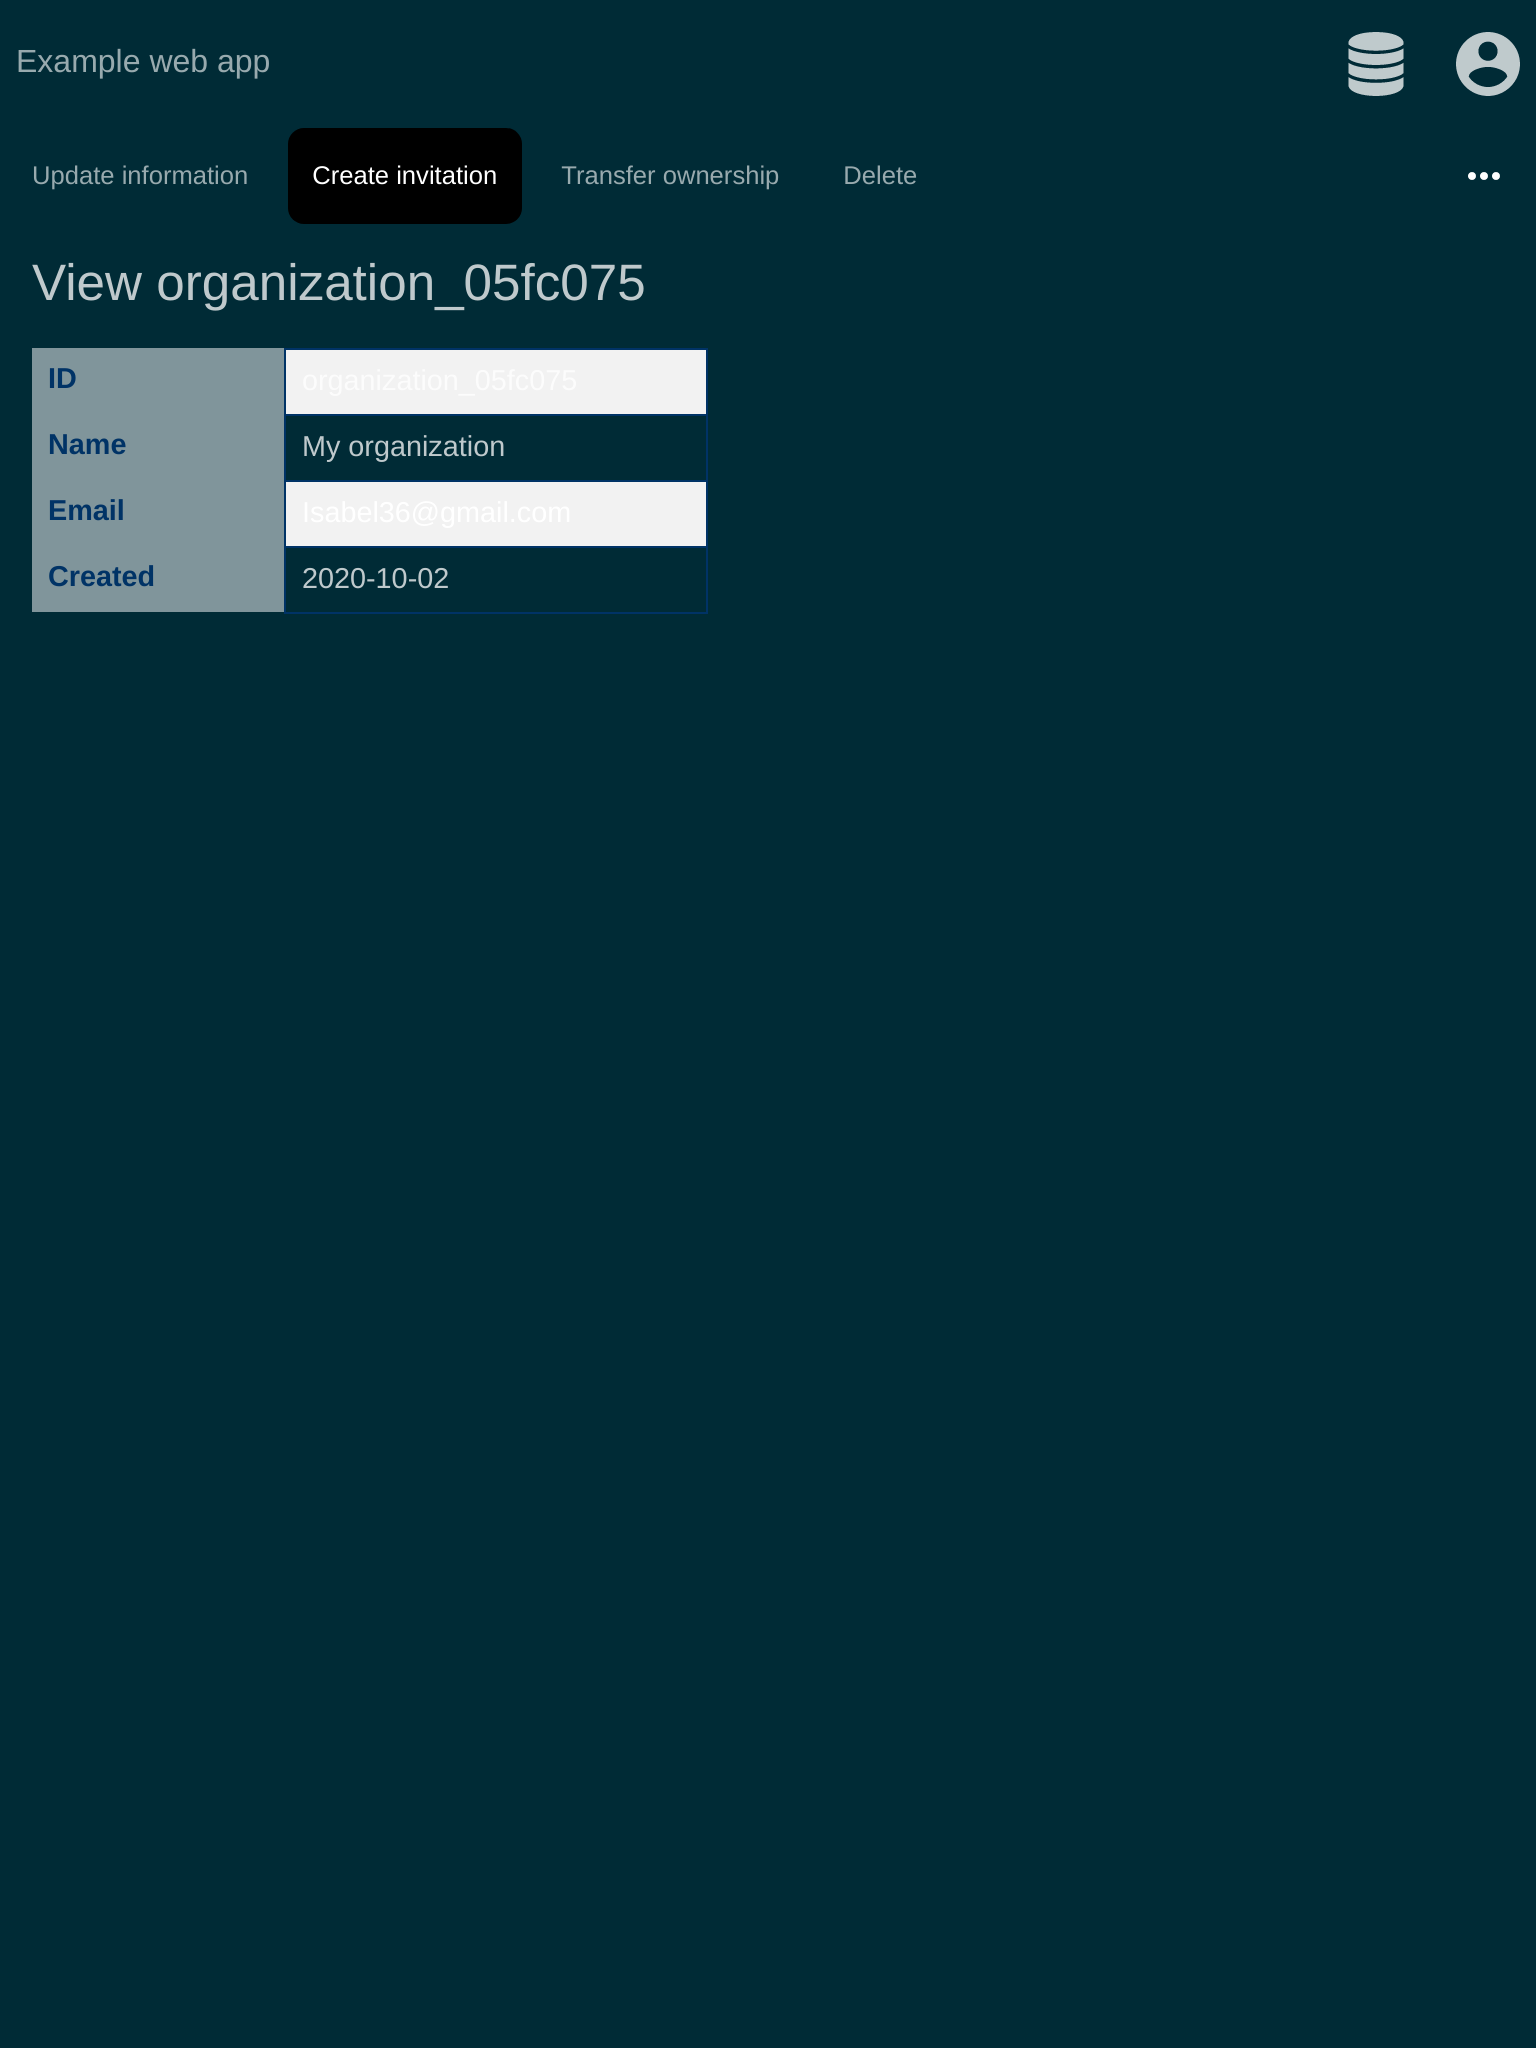 Example web app
Update information Create invitation Transfer ownership Delete
View organization_05fc075
ID organization_05fc075
Name My organization
Email Isabel36@gmail.com
Created 2020-10-02